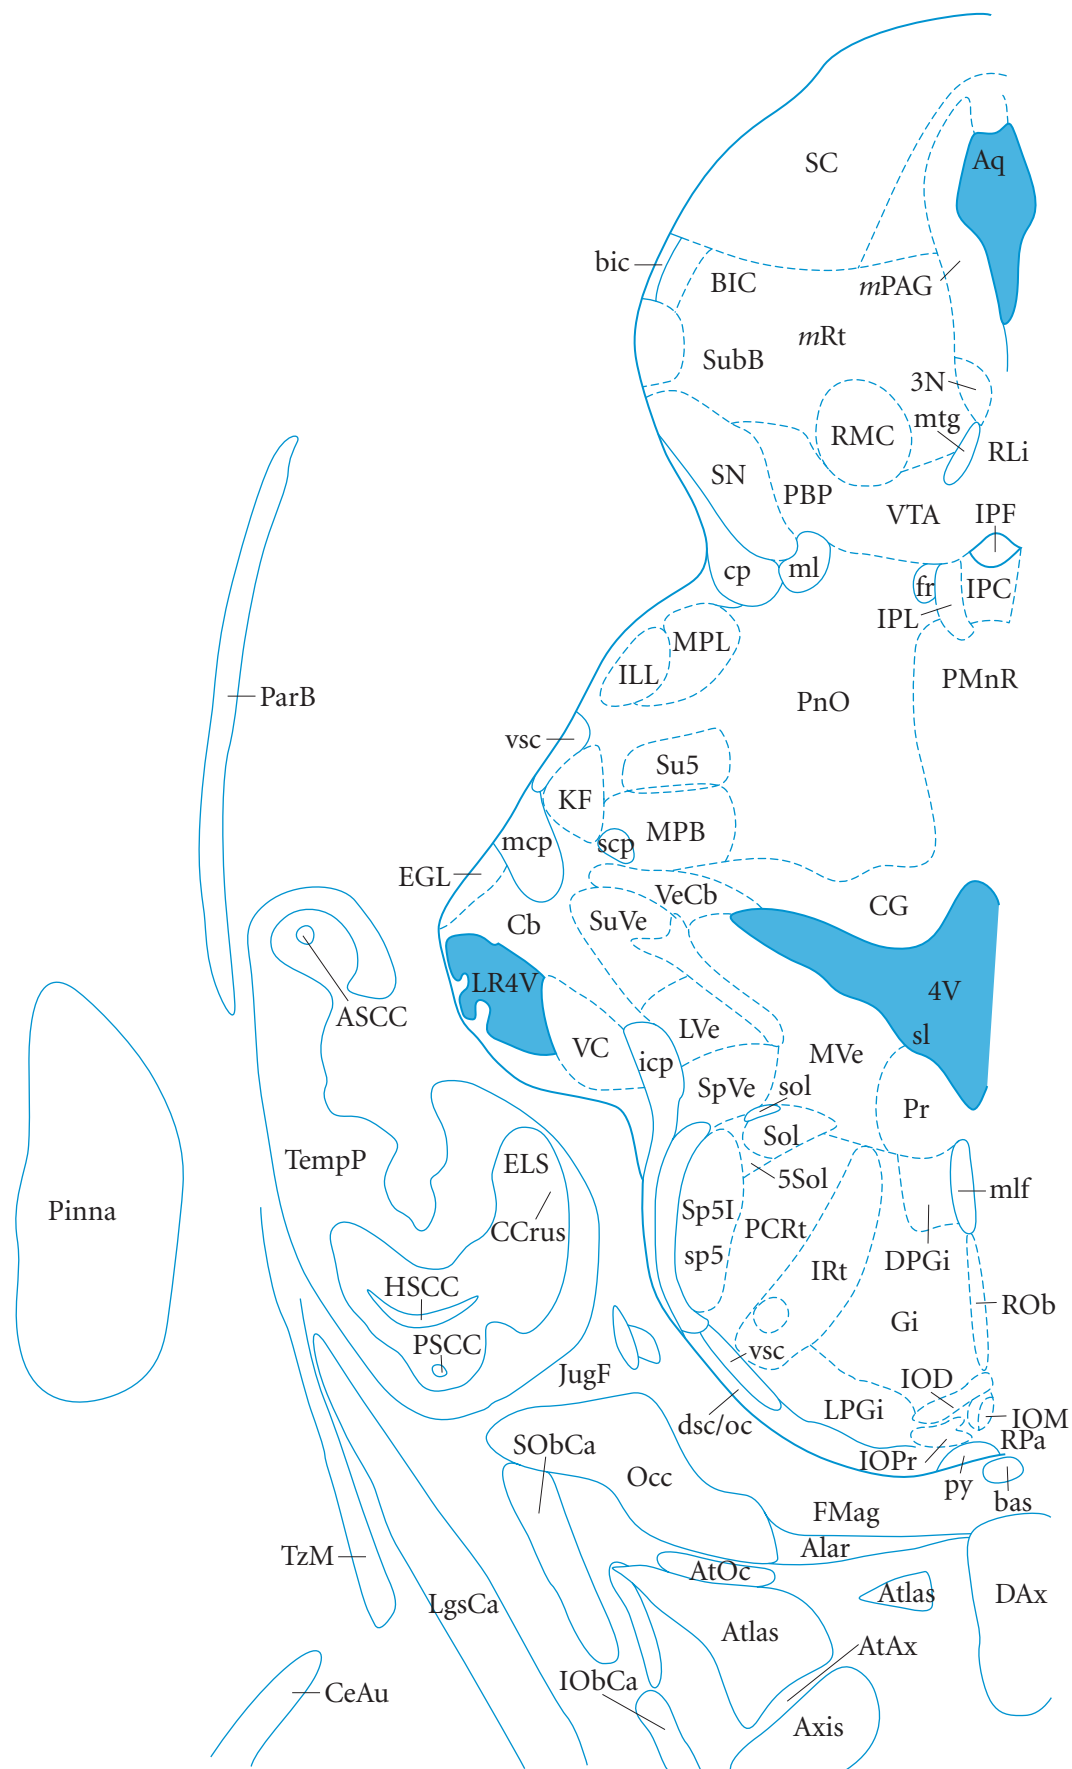 SC
Aq
bic
BIC
mPAG
mRt
SubB
3N
mtg
RMC
RLi
SN
PBP
VTA
IPF
cp
ml
fr
IPC
IPL
MPL
ILL
PMnR
ParB
PnO
vsc
Su5
KF
MPB
mcp
scp
EGL
VeCb
CG
SuVe
Cb
LR4V
4V
ASCC
LVe
sl
VC
MVe
icp
SpVe
sol
Pr
Sol
TempP
ELS
5Sol
mlf
Pinna
Sp5I
CCrus
PCRt
sp5
DPGi
IRt
HSCC
ROb
Gi
PSCC
vsc
JugF
IOD
LPGi
IOM
dsc/oc
RPa
SObCa
IOPr
Occ
py
bas
FMag
Alar
TzM
AtOc
Atlas
DAx
LgsCa
Atlas
AtAx
IObCa
CeAu
Axis